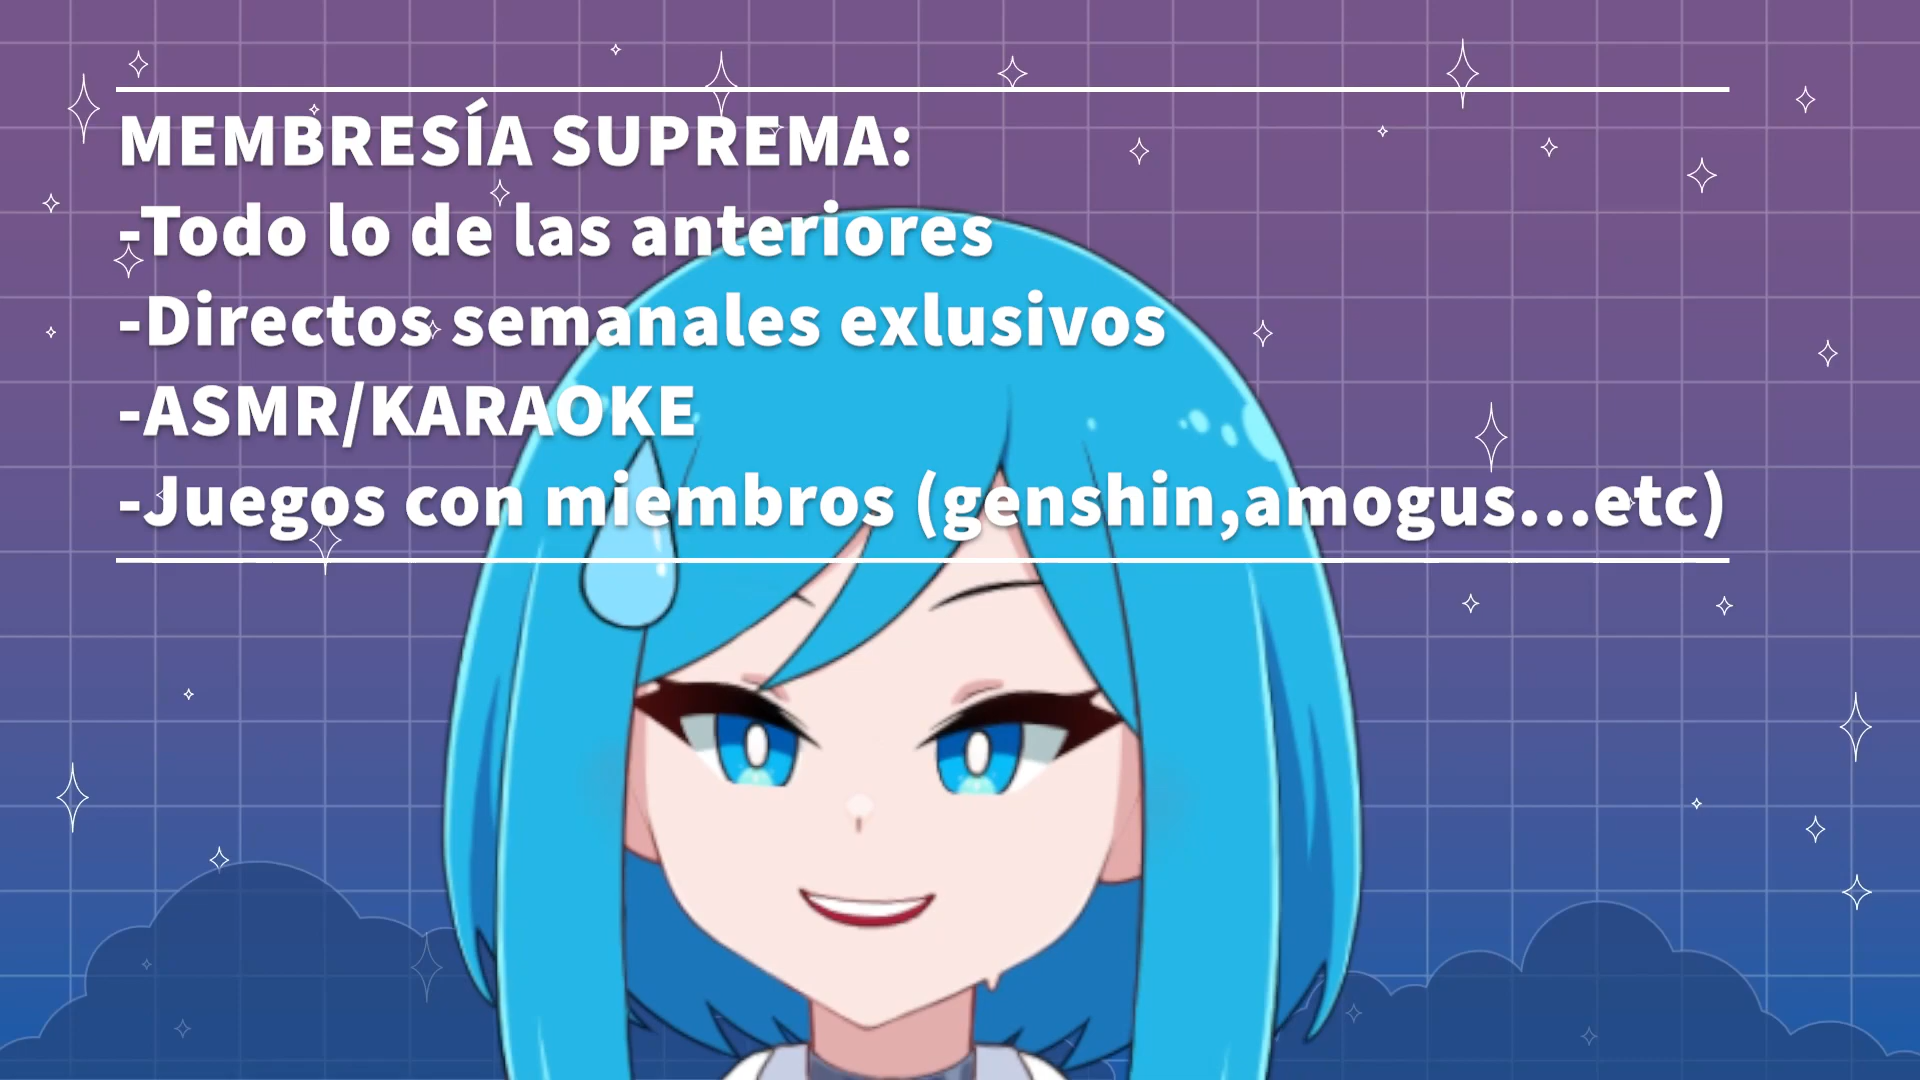 MEMBRESÍA SUPREMA:
-Todo lo de las anteriores
-Directos semanales exlusivos
-ASMR/KARAOKE
-Juegos con miembros (genshin,amogus...etc)